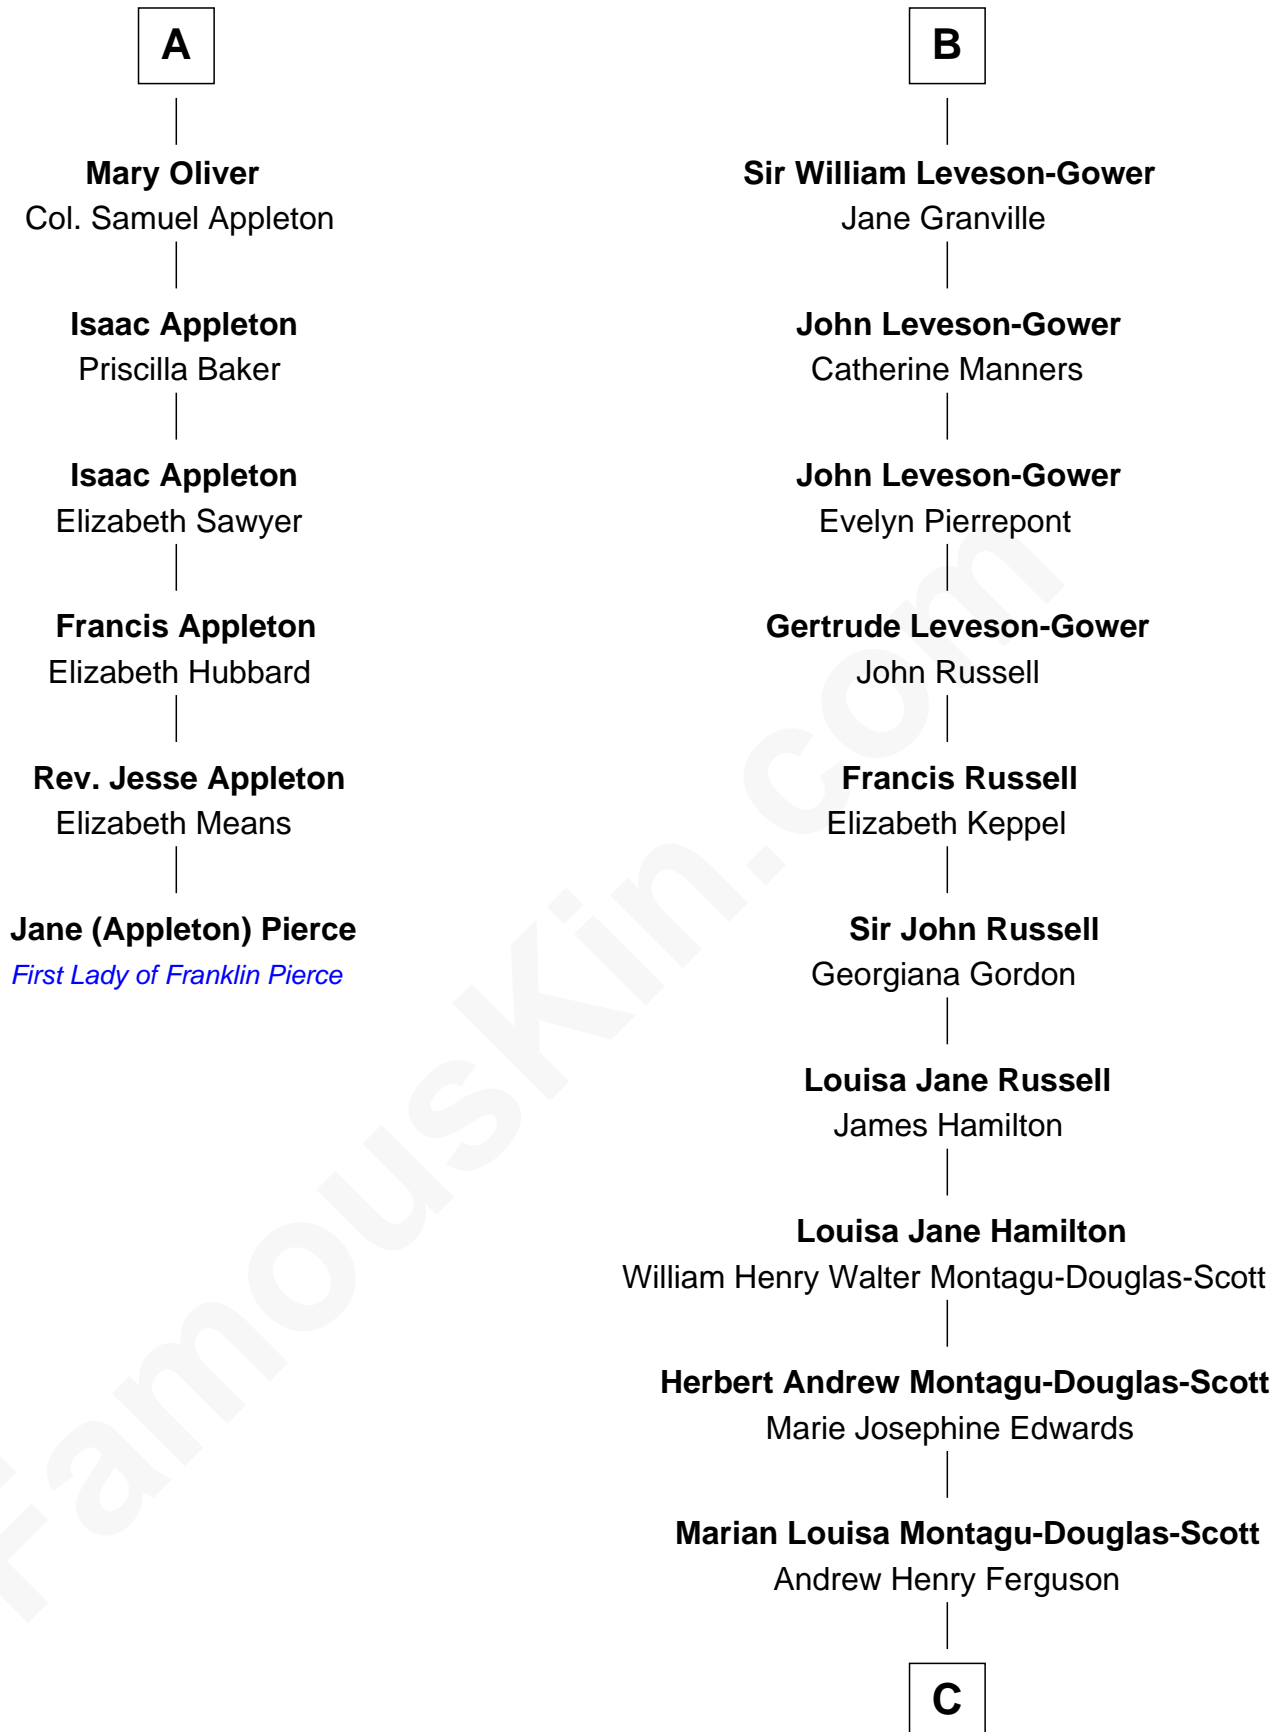 A
Mary Oliver
Col. Samuel Appleton
Isaac Appleton
Priscilla Baker
Isaac Appleton
Elizabeth Sawyer
Francis Appleton
Elizabeth Hubbard
Rev. Jesse Appleton
Elizabeth Means
Jane (Appleton) Pierce
First Lady of Franklin Pierce
B
Sir William Leveson-Gower
Jane Granville
John Leveson-Gower
Catherine Manners
John Leveson-Gower
Evelyn Pierrepont
Gertrude Leveson-Gower
John Russell
Francis Russell
Elizabeth Keppel
Sir John Russell
Georgiana Gordon
Louisa Jane Russell
James Hamilton
Louisa Jane Hamilton
William Henry Walter Montagu-Douglas-Scott
Herbert Andrew Montagu-Douglas-Scott
Marie Josephine Edwards
Marian Louisa Montagu-Douglas-Scott
Andrew Henry Ferguson
C
FamousKin.com